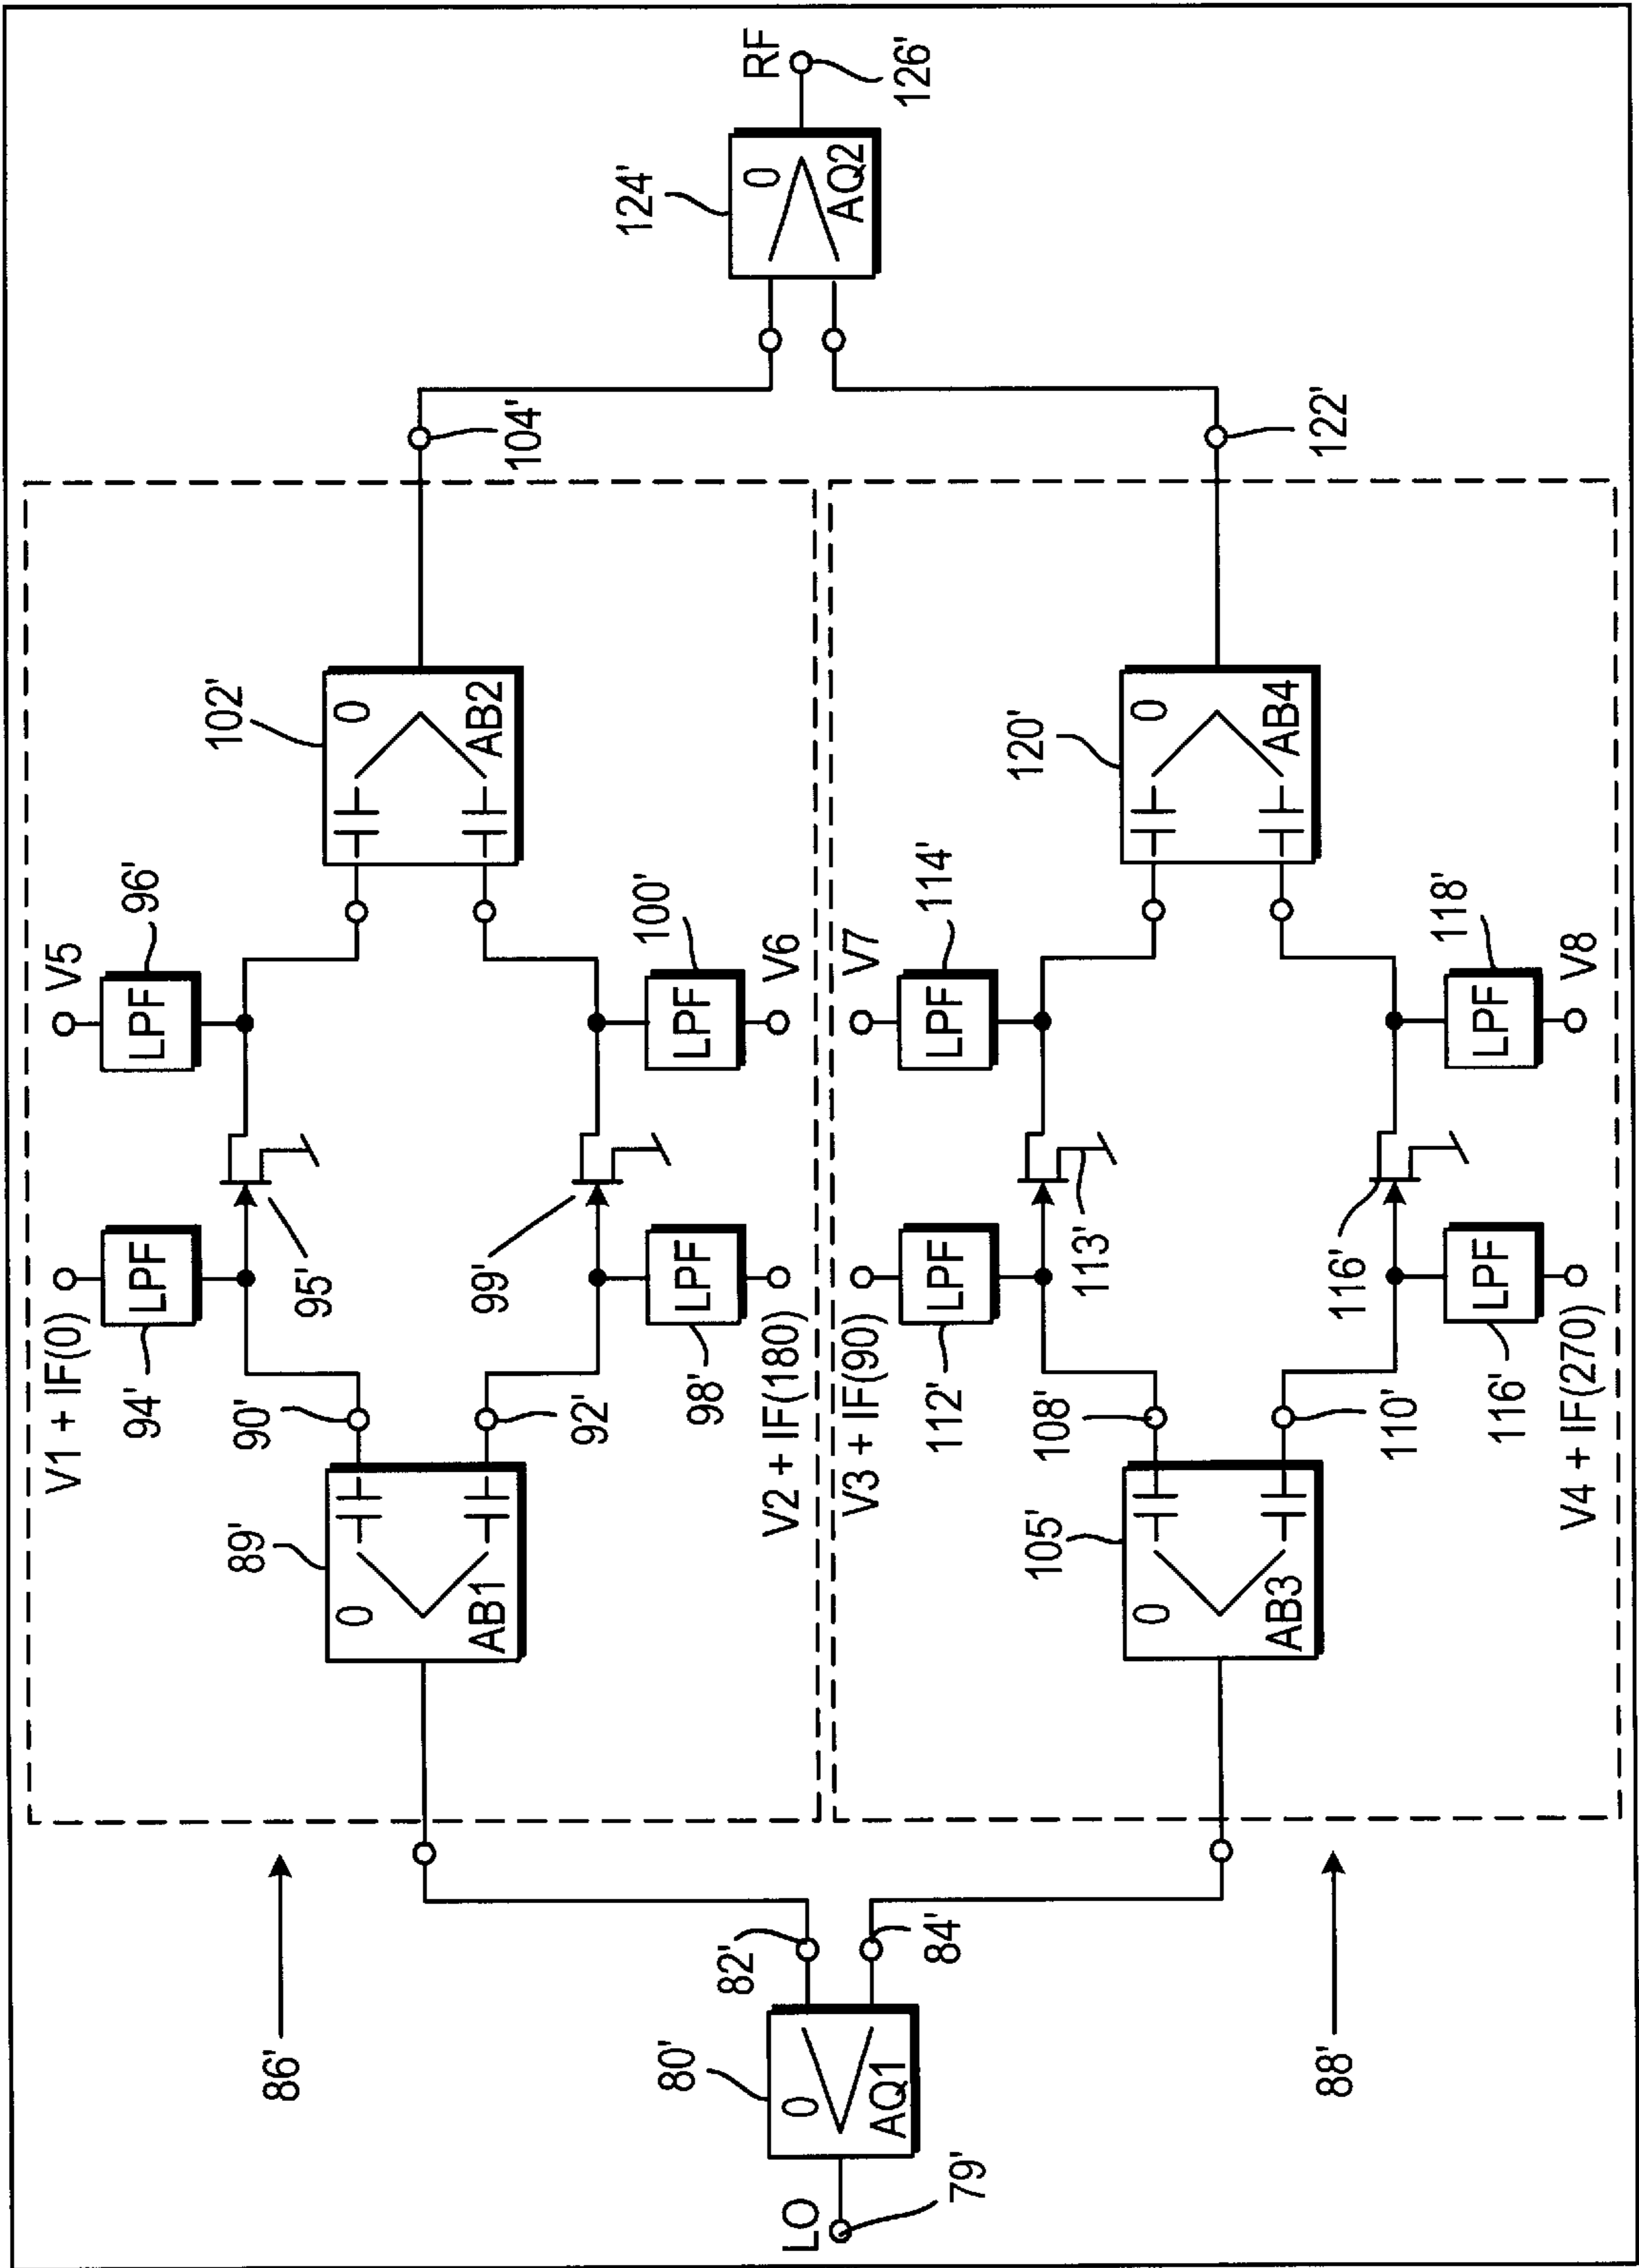 V1 + IF(0)
V5
94'
LPF
LPF
96'
95'
90'
89'
0
AB1
102'
0
AB2
104'
92'
99'
98'
LPF
LPF
100'
V2 + IF(180)
V6
86'
82'
80'
0
AQ1
LO
79'
84'
88'
124'
0
AQ2
RF
126'
V3 + IF(90)
V7
112'
LPF
LPF
114'
113'
108'
105'
0
AB3
120'
0
AB4
122'
110'
116'
116'
LPF
LPF
118'
V4 + IF(270)
V8